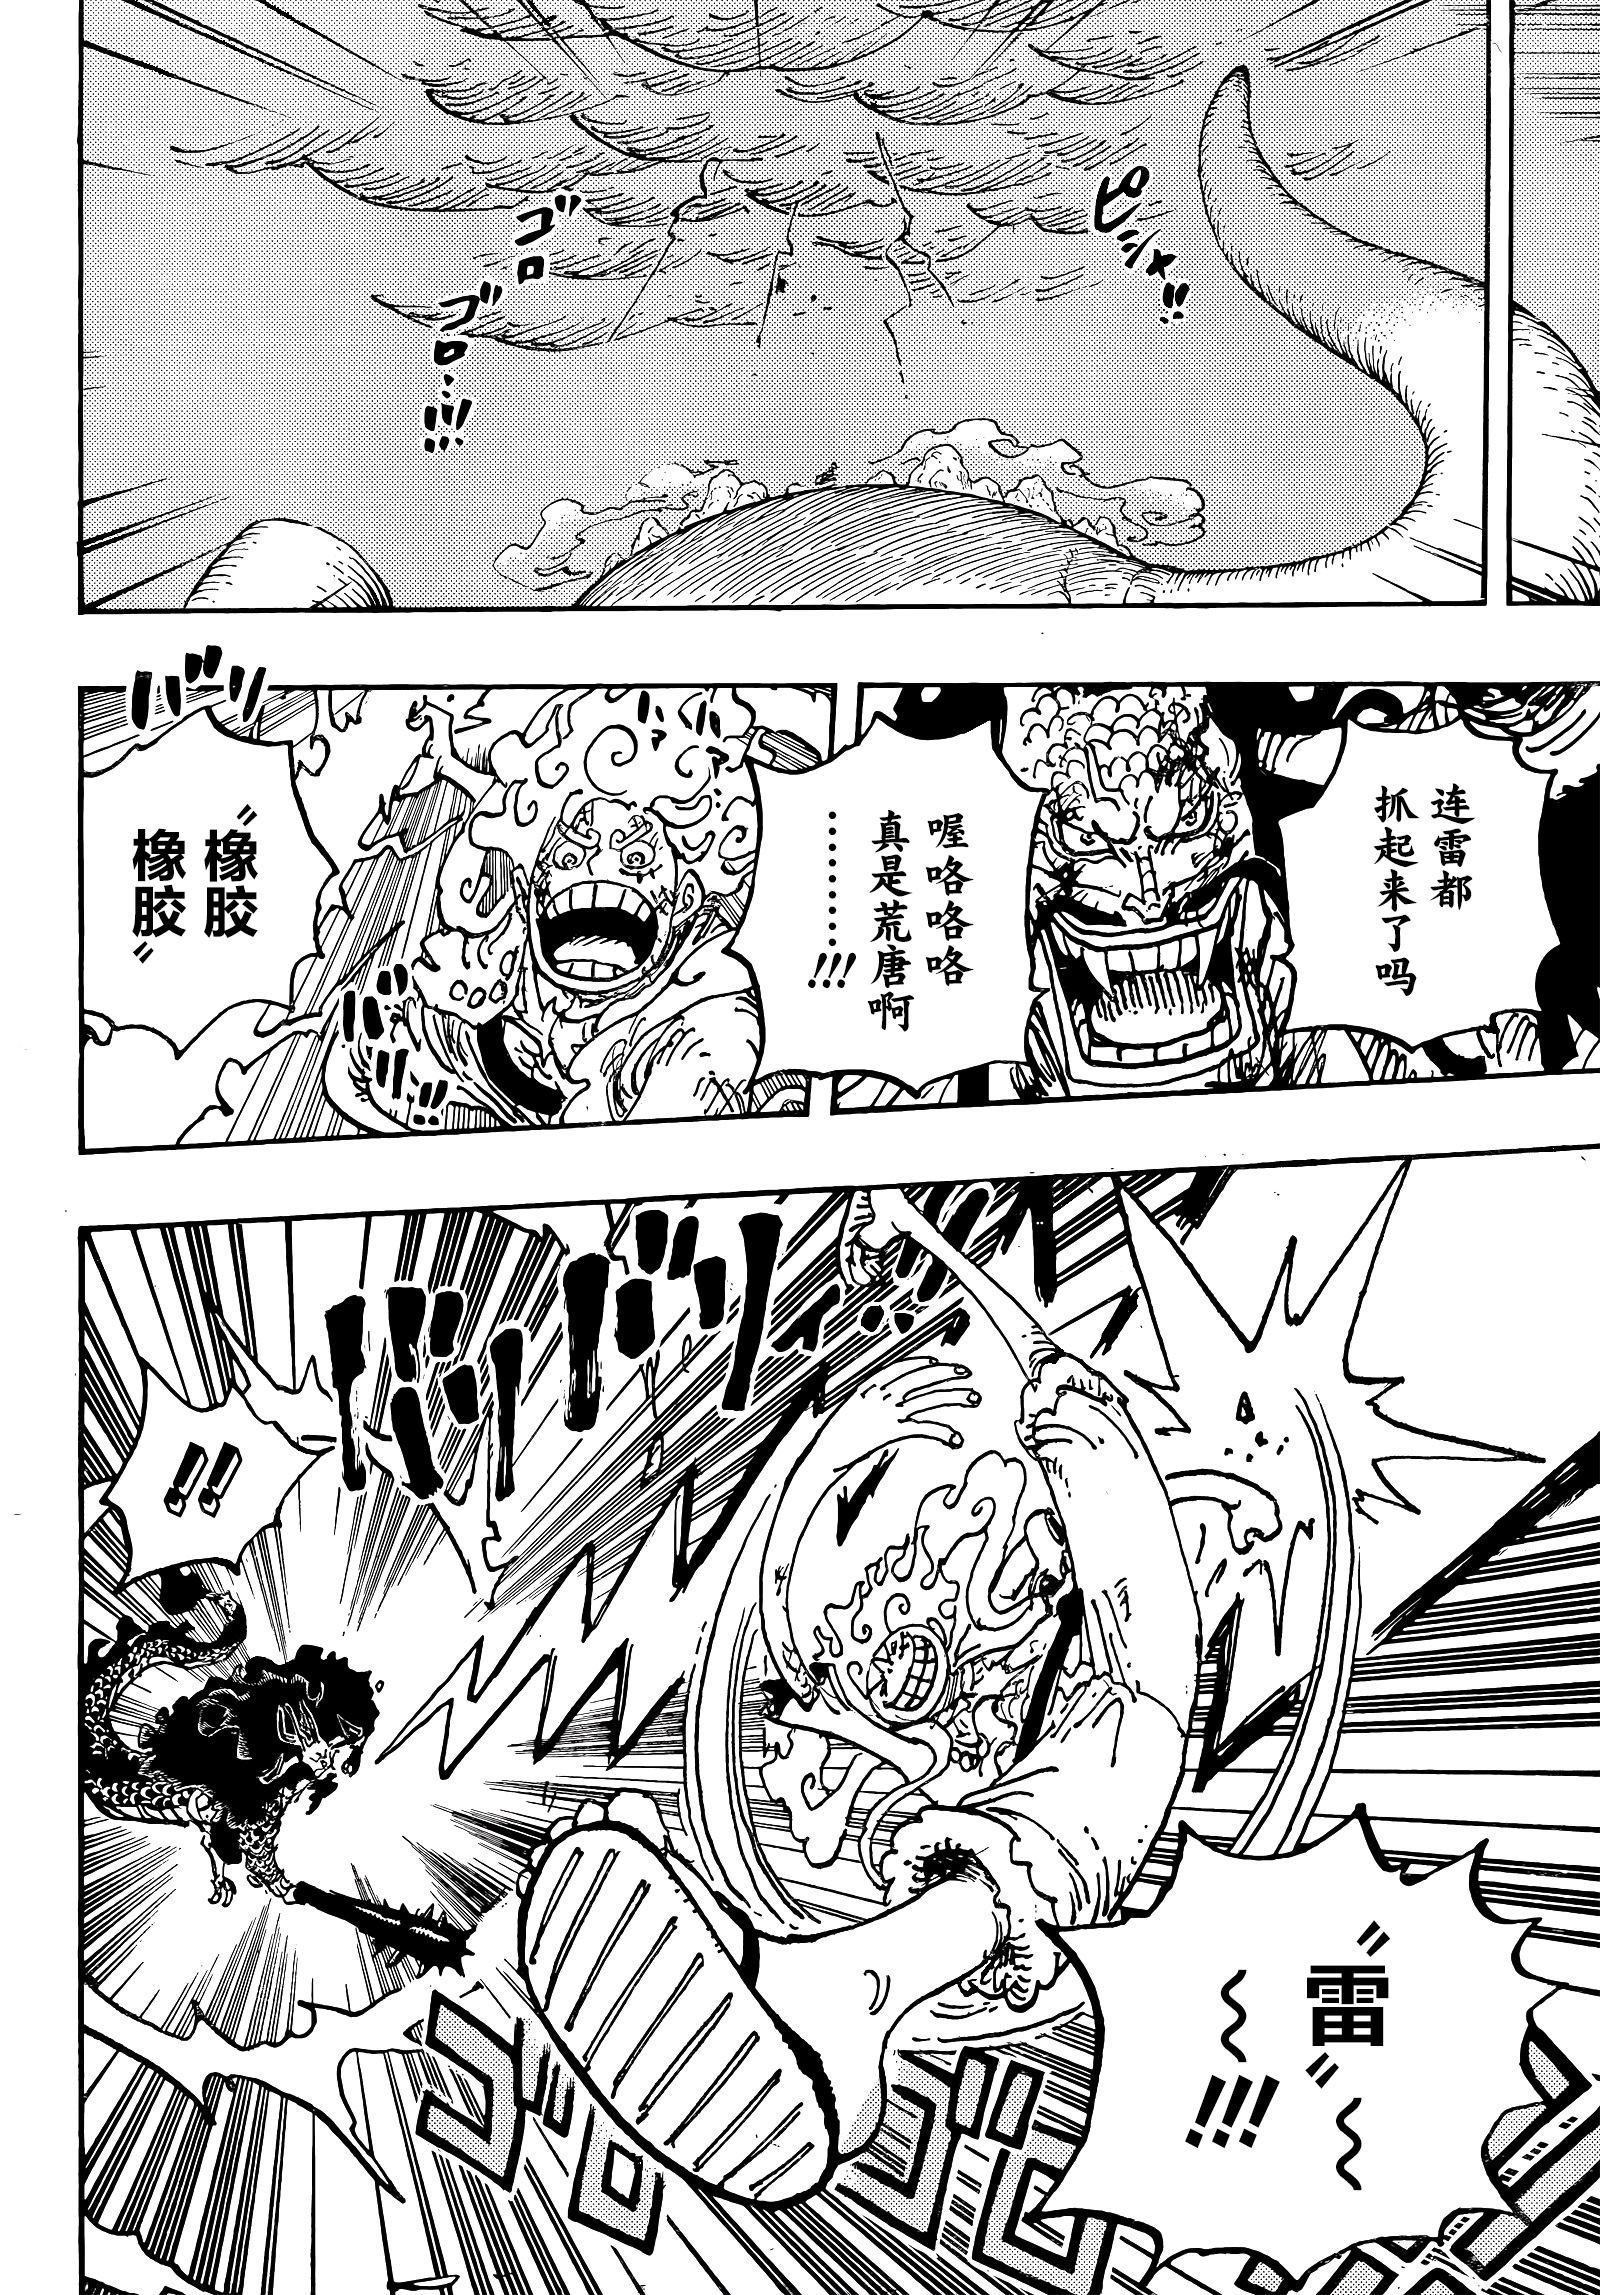 ピシャ!!
ゴロ
ゴロ…!!!
连雷都
抓起来了吗
喔咯咯咯
真是荒唐啊
………!!!
バリ
バリ
〝橡胶
橡胶〞
バリ
バリ
!!
〝雷〞～
～!!!
ゴロ
ゴロ